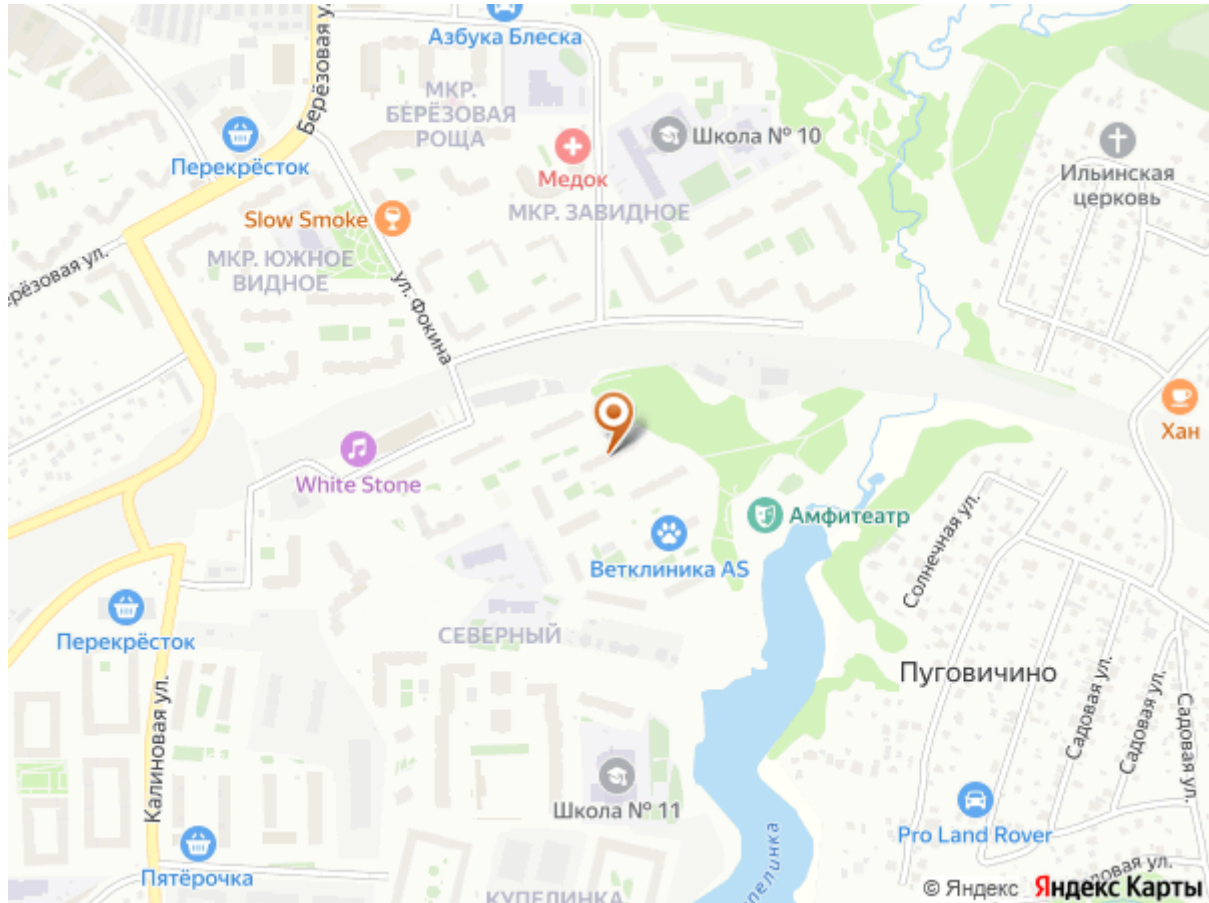 Берёзовая у
Азбука Блеска
МКР.
БЕРЁЗОВАЯ
РОЩА
Школа № 10
Перекрёсток
Медок
Ильинская
церковь
Slow Smoke
МКР. ЗАВИДНОЕ
МКР. ЮЖНОЕ
ВИДНОЕ
ерёзовая ул.
ул. Фокина
Хан
White Stone
Амфитеатр
Солнечная ул.
Ветклиника AS
Перекрёсток
СЕВЕРНЫЙ
Пуговичино
Калиновая ул.
Садовая ул.
Садовая ул.
Садовая ул.
Школа № 11
Pro Land Rover
Пятёрочка
КУПЕЛИНКА
упелинка
Садовая ул.
© Яндекс Яндекс Карты